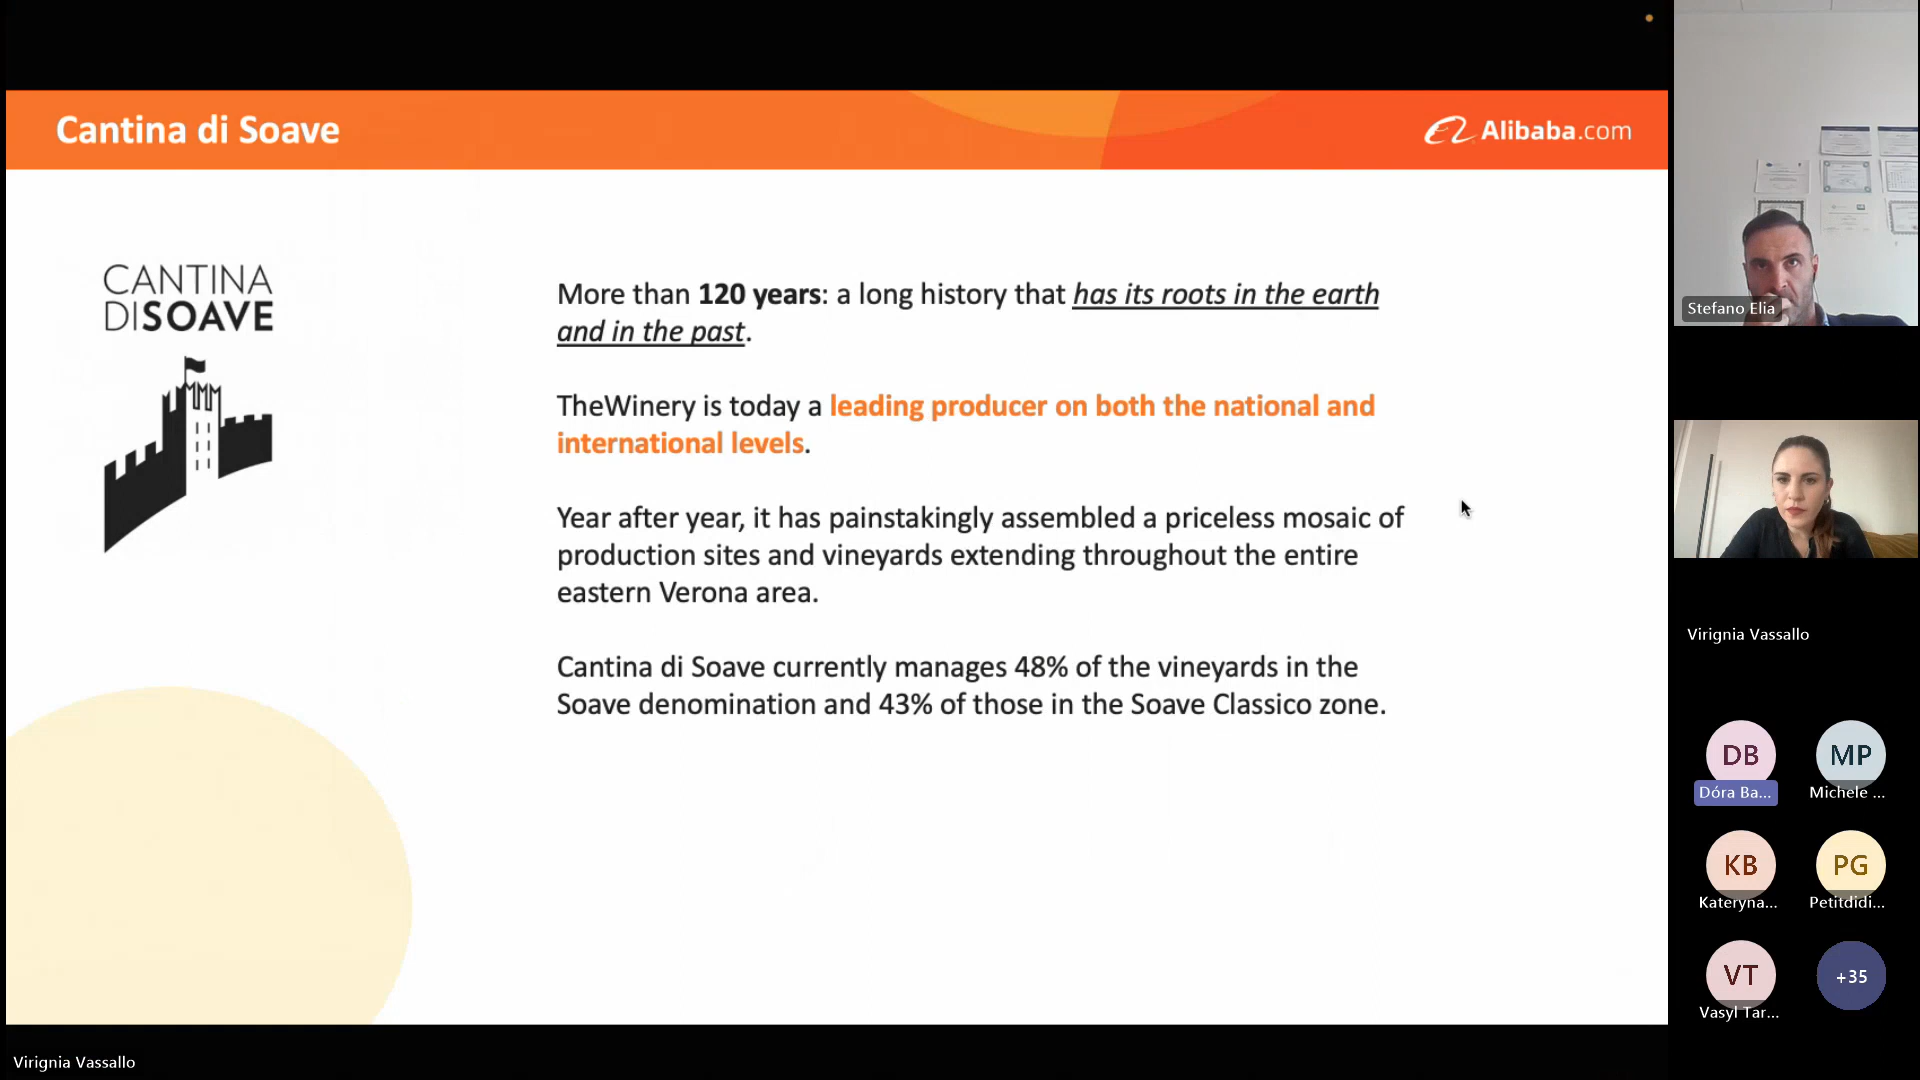 Cantina di Soave
Alibaba.com
CANTINA
DISOAVE
More than 120 years: a long history that has its roots in the earth
and in the past.
TheWinery is today a leading producer on both the national and
international levels.
Year after year, it has painstakingly assembled a priceless mosaic of
production sites and vineyards extending throughout the entire
eastern Verona area.
Cantina di Soave currently manages 48% of the vineyards in the
Soave denomination and 43% of those in the Soave Classico zone.
Virignia Vassallo
Stefano Elia
Virignia Vassallo
DB
Dóra Ba...
MP
Michele ...
KB
Kateryna...
PG
Petitdidi...
VT
Vasyl Tar...
+35